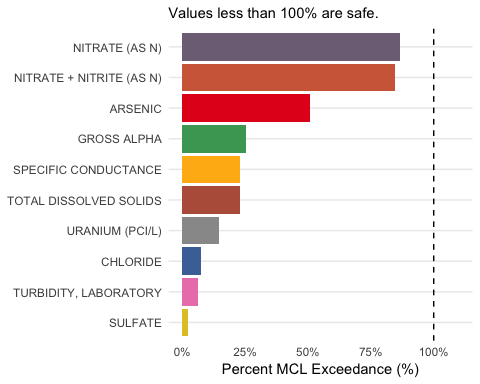 Values less than 100% are safe.
NITRATE (AS N)
NITRATE + NITRITE (AS N)
ARSENIC
GROSS ALPHA
SPECIFIC CONDUCTANCE
TOTAL DISSOLVED SOLIDS
URANIUM (PCI/L)
CHLORIDE
TURBIDITY, LABORATORY
SULFATE
0% 25% 50% 75% 100%
Percent MCL Exceedance (%)